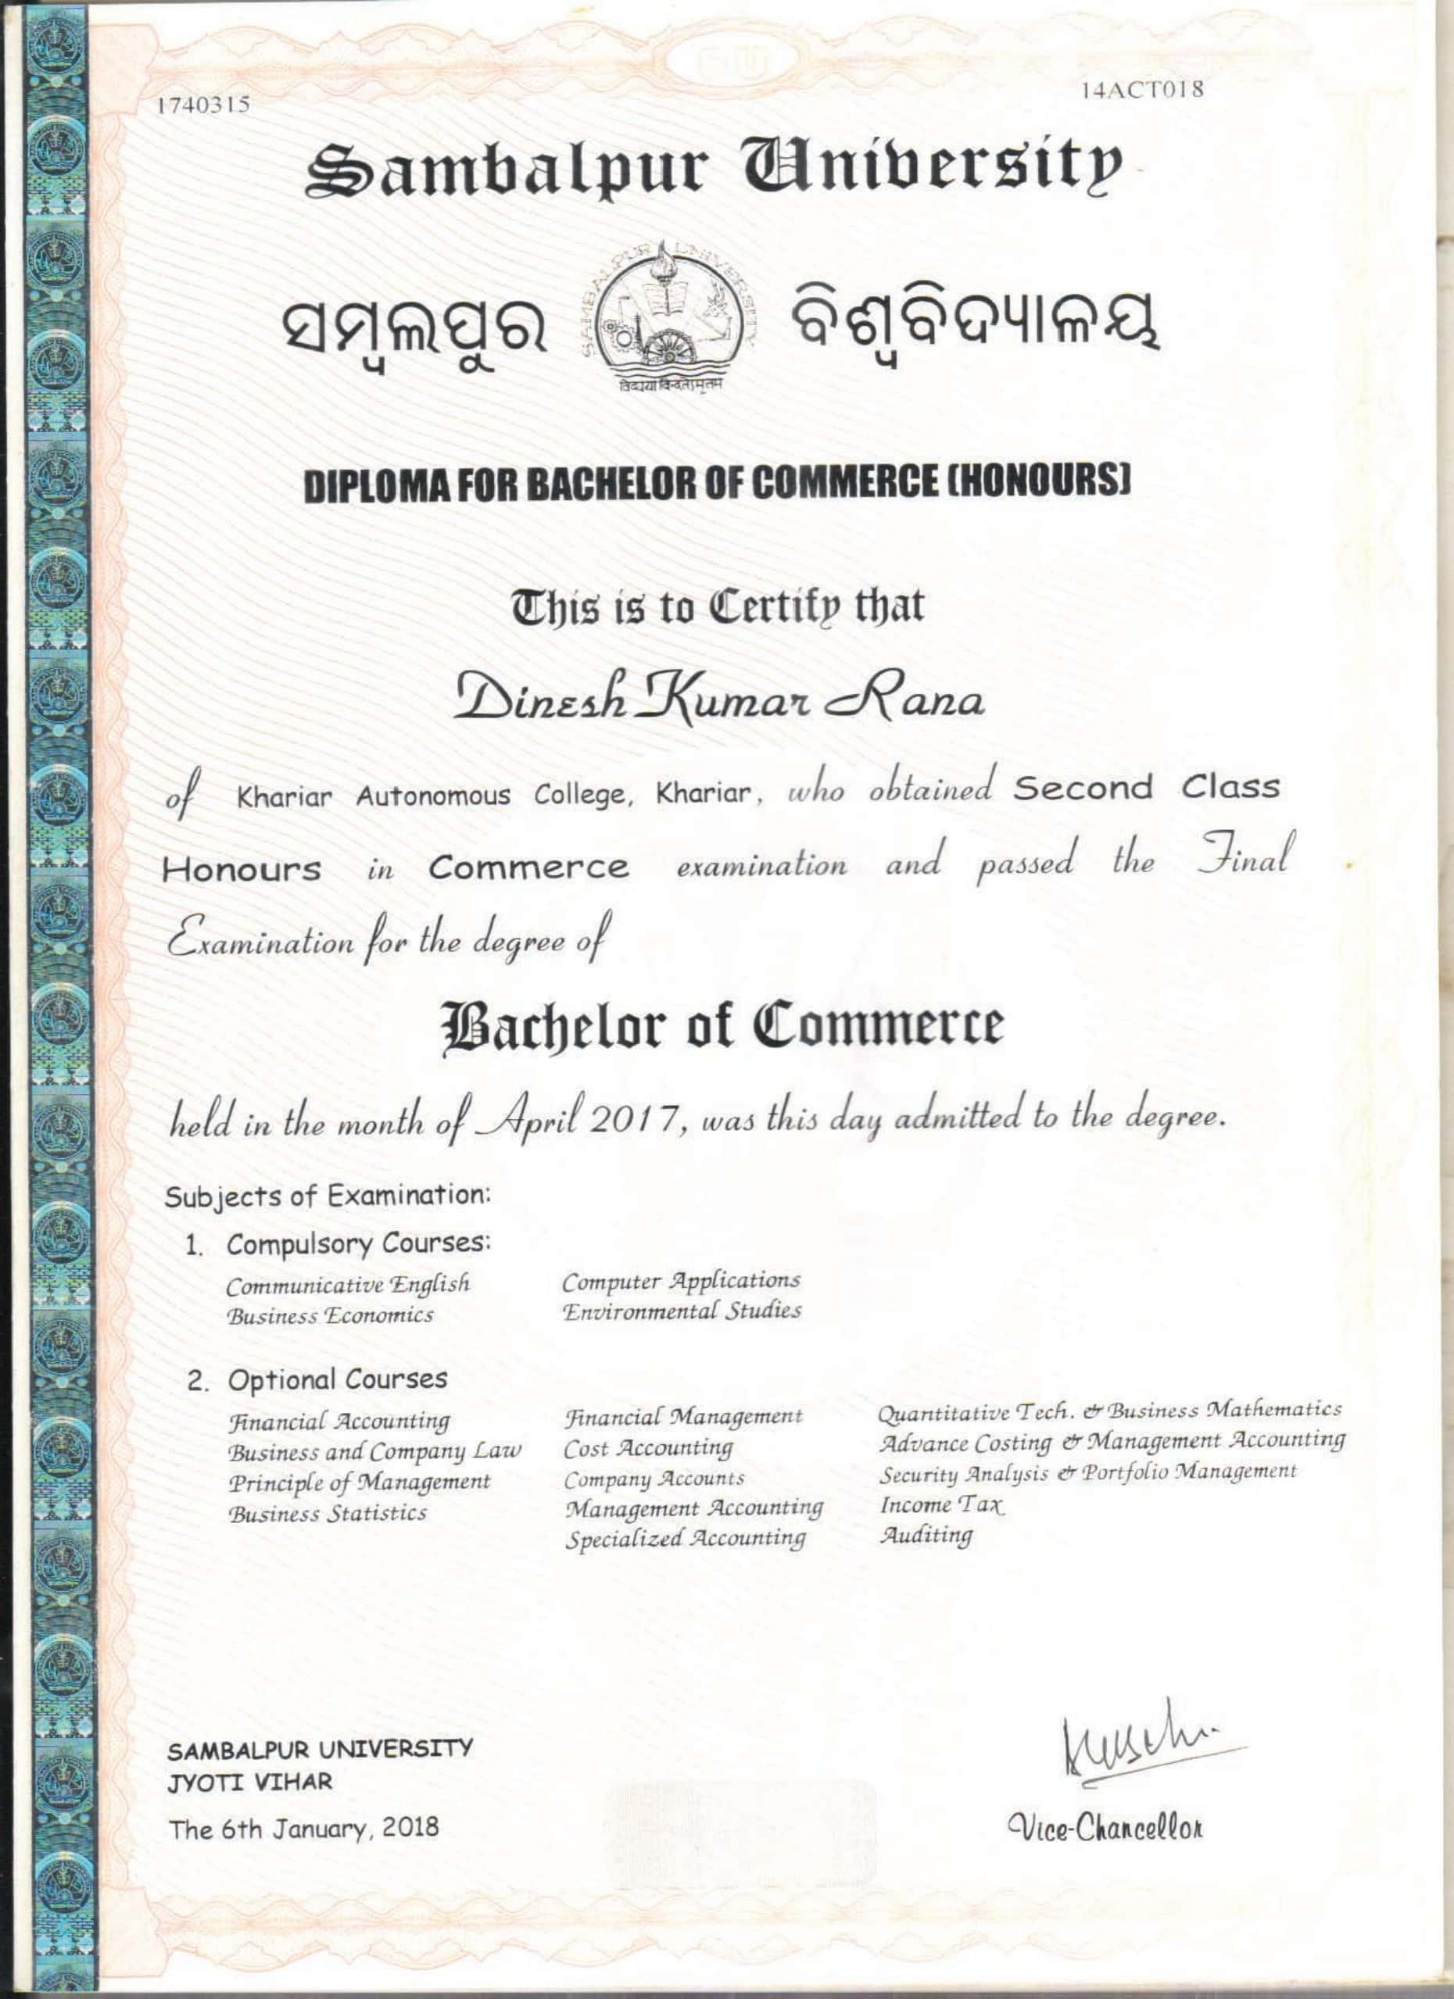 1740315
14ACT018
Sambalpur University
ସମ୍ବଲପୁର ବିଶ୍ୱବିଦ୍ୟାଳୟ
SAMBALPUR UNIVERSITY
DIPLOMA FOR BACHELOR OF COMMERCE (HONOURS)
This is to Certify that
Dinesh Kumar Rana
of Khariar Autonomous College, Khariar, who obtained Second Class
Honours in Commerce examination and passed the Final
Examination for the degree of
Bachelor of Commerce
held in the month of April 2017, was this day admitted to the degree.
Subjects of Examination:
1. Compulsory Courses:
Communicative English Computer Applications
Business Economics Environmental Studies
2. Optional Courses
Financial Accounting Financial Management Quantitative Tech. & Business Mathematics
Business and Company Law Cost Accounting Advance Costing & Management Accounting
Principle of Management Company Accounts Security Analysis & Portfolio Management
Business Statistics Management Accounting Income Tax
Specialized Accounting Auditing
SAMBALPUR UNIVERSITY
JYOTI VIHAR
The 6th January, 2018
Vice-Chancellor